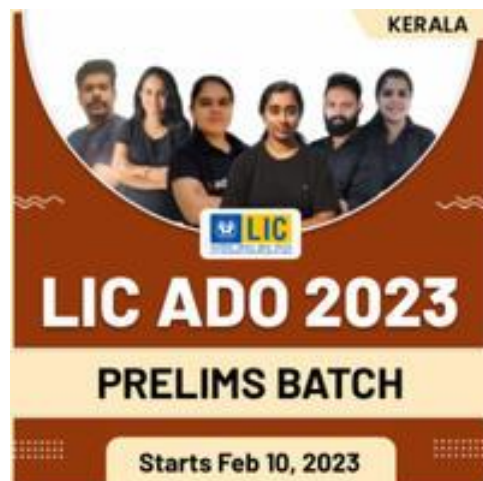 KERALA
LIC
LIC ADO 2023
PRELIMS BATCH
Starts Feb 10, 2023